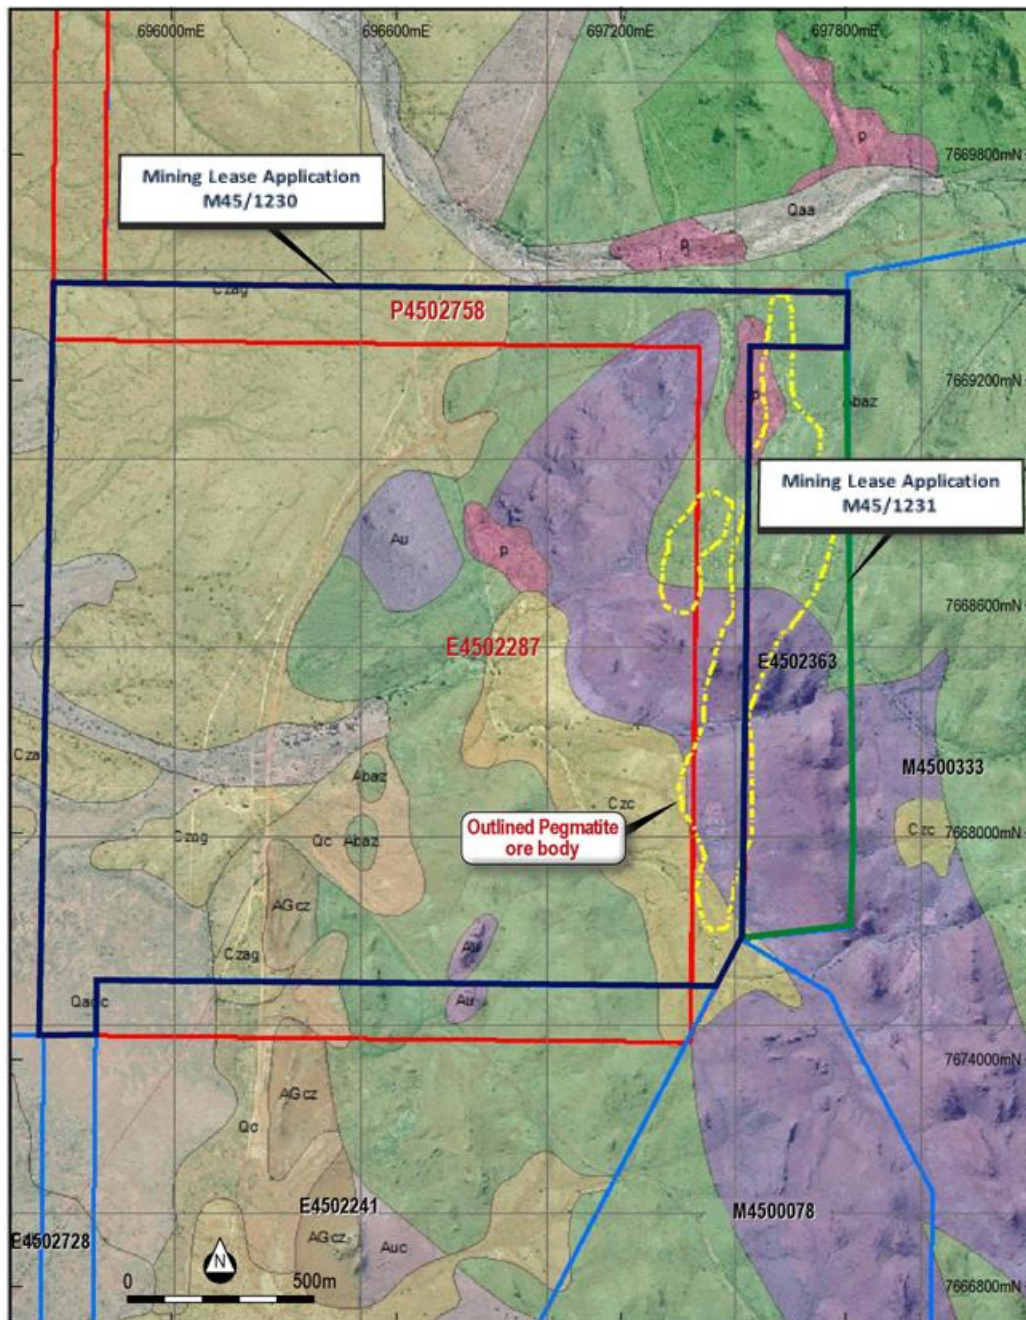 696000mE
696600mE
697200mE
697800mE
P
7669800mN
Mining Lease Application
M45/1230
Qaa
p
Czag
P4502758
7669200mN
P
Abaz
Mining Lease Application
M45/1231
Au
p
7668600mN
E4502287
E4502363
Cza
Abaz
M4500333
Czc
Czag
Qc
Abaz
Outlined Pegmatite
ore body
Czc
7668000mN
AGcz
Czag
Au
Qaoc
Au
7674000mN
AGcz
Qc
E4502241
M4500078
E4502728
AGcz
Auc
N
0
500m
7666800mN